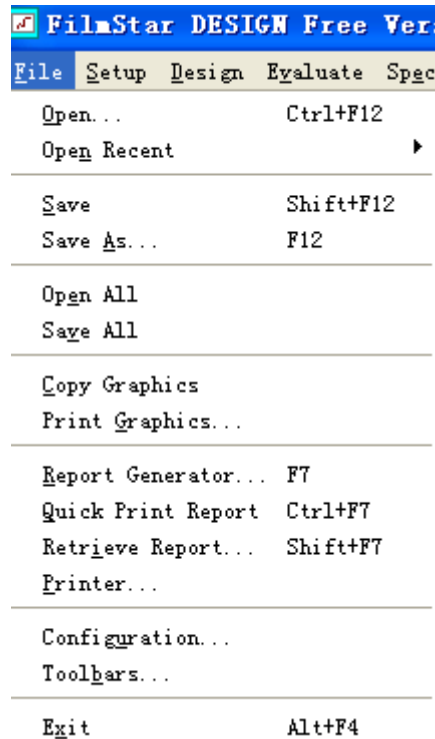 FilmStar DESIGN Free Vers
File Setup Design Evaluate Spec
Open... Ctrl+F12
Open Recent
Save Shift+F12
Save As... F12
Open All
Save All
Copy Graphics
Print Graphics...
Report Generator... F7
Quick Print Report Ctrl+F7
Retrieve Report... Shift+F7
Printer...
Configuration...
Toolbars...
Exit Alt+F4